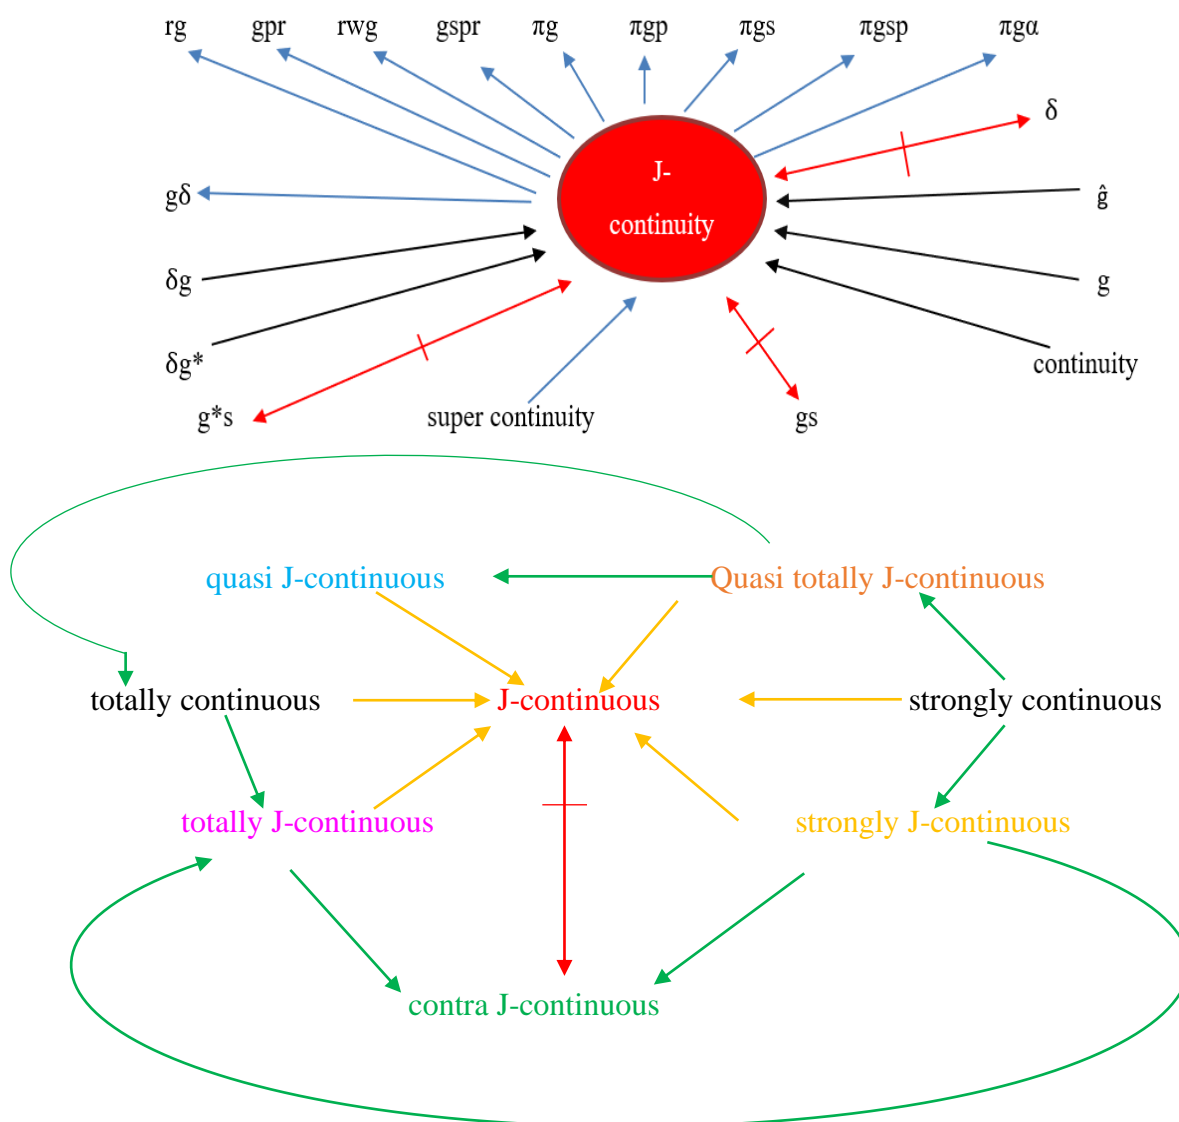 rg gpr rwg gspr πg πgp πgs πgsp πgα
δ
J-
gδ ĝ
continuity
δg g
δg* continuity
g*s super continuity gs
quasi J-continuous Quasi totally J-continuous
totally continuous J-continuous strongly continuous
totally J-continuous strongly J-continuous
contra J-continuous